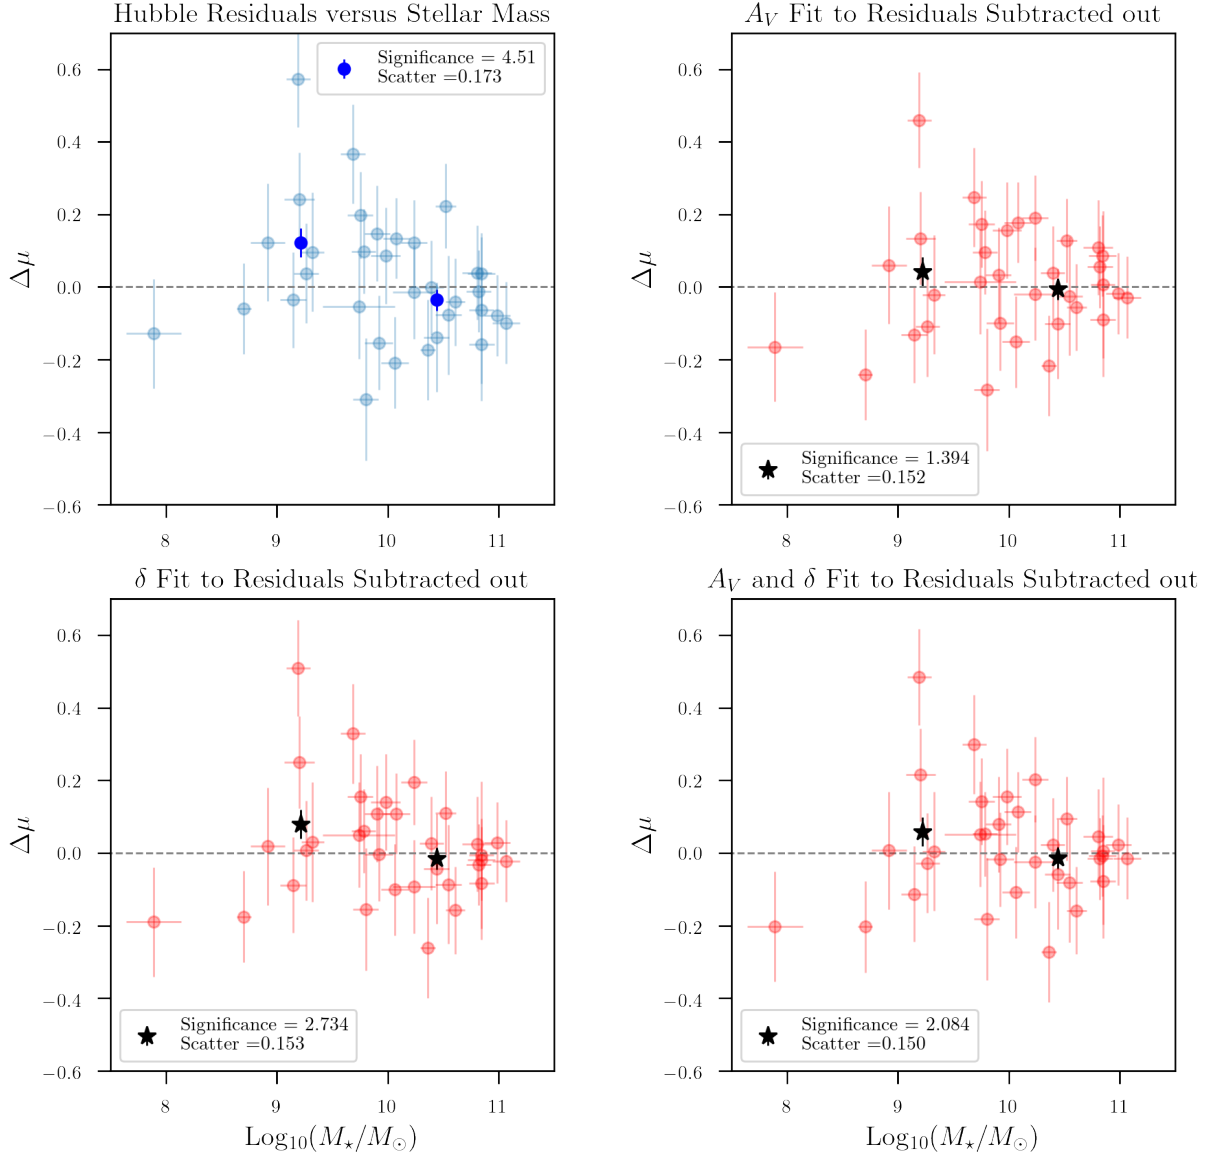 Hubble Residuals versus Stellar Mass
Significance = 4.51
Scatter =0.173
Δμ
0.6
0.4
0.2
0.0
−0.2
−0.4
−0.6
8 9 10 11
A_V Fit to Residuals Subtracted out
Significance = 1.394
Scatter =0.152
Δμ
0.6
0.4
0.2
0.0
−0.2
−0.4
−0.6
8 9 10 11
δ Fit to Residuals Subtracted out
Significance = 2.734
Scatter =0.153
Δμ
0.6
0.4
0.2
0.0
−0.2
−0.4
−0.6
8 9 10 11
Log₁₀(M⋆/M⊙)
A_V and δ Fit to Residuals Subtracted out
Significance = 2.084
Scatter =0.150
Δμ
0.6
0.4
0.2
0.0
−0.2
−0.4
−0.6
8 9 10 11
Log₁₀(M⋆/M⊙)